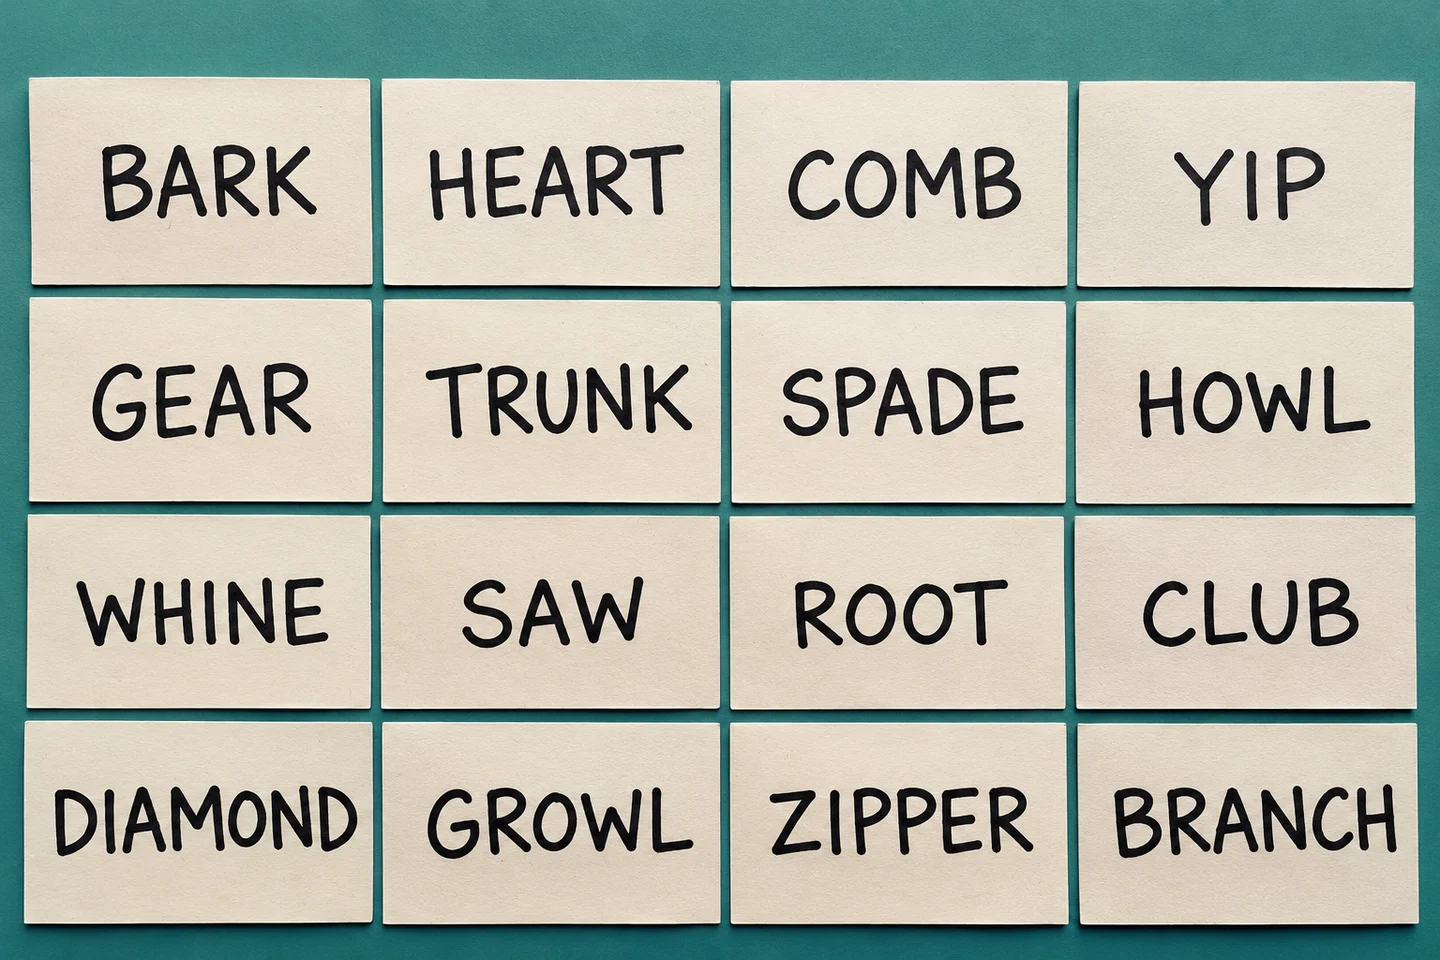 BARK HEART COMB YIP
GEAR TRUNK SPADE HOWL
WHINE SAW ROOT CLUB
DIAMOND GROWL ZIPPER BRANCH